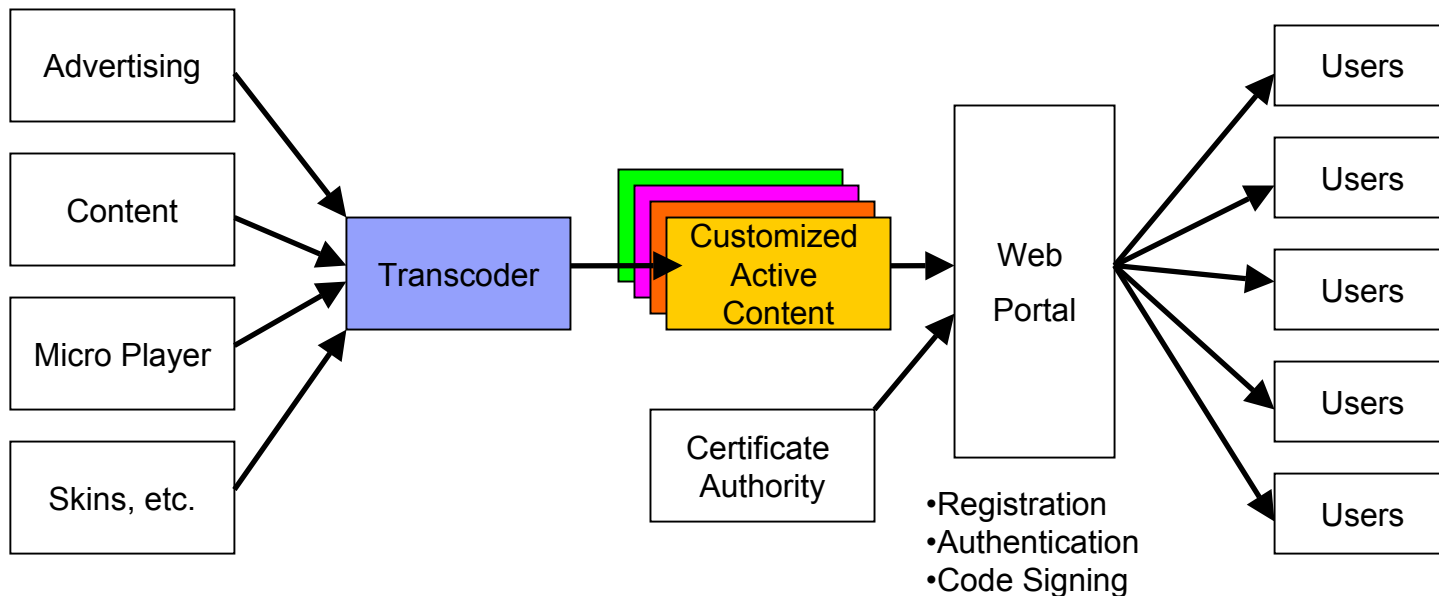 Advertising
Content
Micro Player
Skins, etc.
Transcoder
Customized
Active
Content
Certificate
Authority
Web
Portal
•Registration
•Authentication
•Code Signing
Users
Users
Users
Users
Users